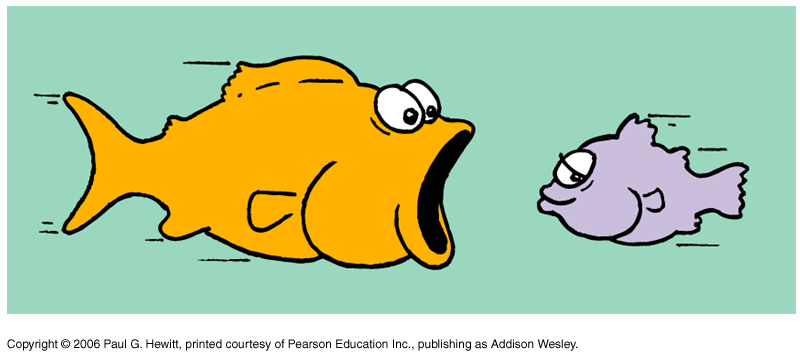 Copyright © 2006 Paul G. Hewitt, printed courtesy of Pearson Education Inc., publishing as Addison Wesley.